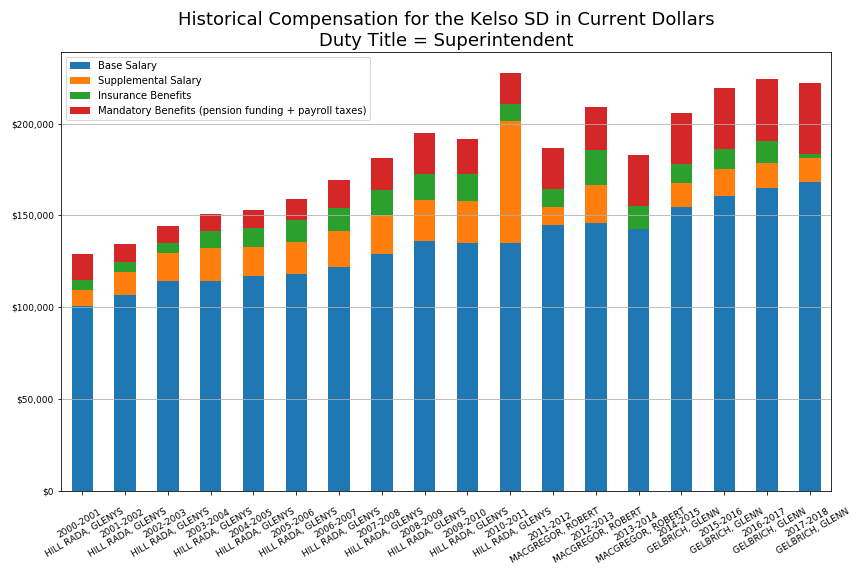 Historical Compensation for the Kelso SD in Current Dollars
Duty Title = Superintendent
Base Salary
Supplemental Salary
Insurance Benefits
Mandatory Benefits (pension funding + payroll taxes)
$200,000
$150,000
$100,000
$50,000
$0
2000-2001
HILL RADA, GLENYS
2001-2002
HILL RADA, GLENYS
2002-2003
HILL RADA, GLENYS
2003-2004
HILL RADA, GLENYS
2004-2005
HILL RADA, GLENYS
2005-2006
HILL RADA, GLENYS
2006-2007
HILL RADA, GLENYS
2007-2008
HILL RADA, GLENYS
2008-2009
HILL RADA, GLENYS
2009-2010
HILL RADA, GLENYS
2010-2011
HILL RADA, GLENYS
2011-2012
MACGREGOR, ROBERT
2012-2013
MACGREGOR, ROBERT
2013-2014
MACGREGOR, ROBERT
2014-2015
GELBRICH, GLENN
2015-2016
GELBRICH, GLENN
2016-2017
GELBRICH, GLENN
2017-2018
GELBRICH, GLENN